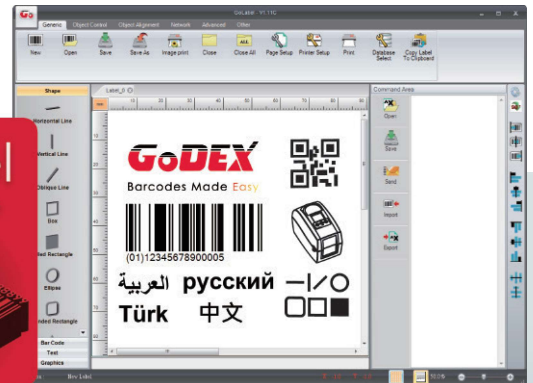 GoLabel V1.11C
Generic Object Control Object Alignment Network Advanced Other
New Open Save Save As Image print Close Close All Page Setup Printer Setup Print Database Select Copy Label To Clipboard
Shape
Label_0
Command Area
Horizontal Line
Vertical Line
Oblique Line
Box
Ellipse
Bar Code
Text
Graphics
GoDEX
Barcodes Made Easy
(01)12345678900005
العربية русский
Türk 中文
Open
Save
Send
Import
Export
New Label